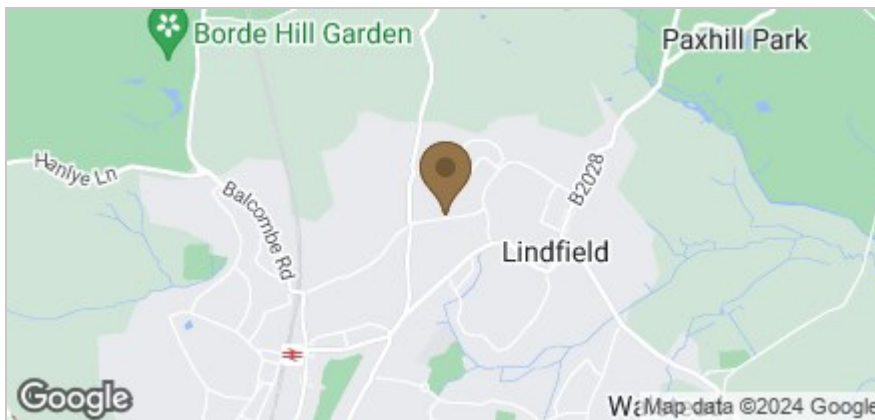 Borde Hill Garden
Paxhill Park
Hanlye Ln
Balcombe Rd
B2028
Lindfield
Google
Map data ©2024 Google